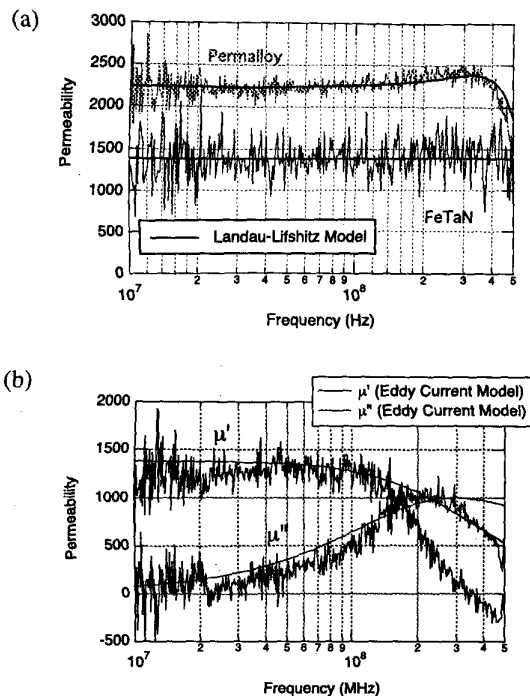 (a)
3000
2500
2000
1500
1000
500
0
Permeability
Permalloy
FeTaN
Landau-Lifshitz Model
10⁷ 2 3 4 5 6 7 8 9 10⁸ 2 3 4 5
Frequency (Hz)
(b)
μ' (Eddy Current Model)
μ" (Eddy Current Model)
2000
1500
1000
500
0
-500
Permeability
μ'
μ"
10⁷ 2 3 4 5 6 7 8 9 10⁸ 2 3 4 5
Frequency (MHz)